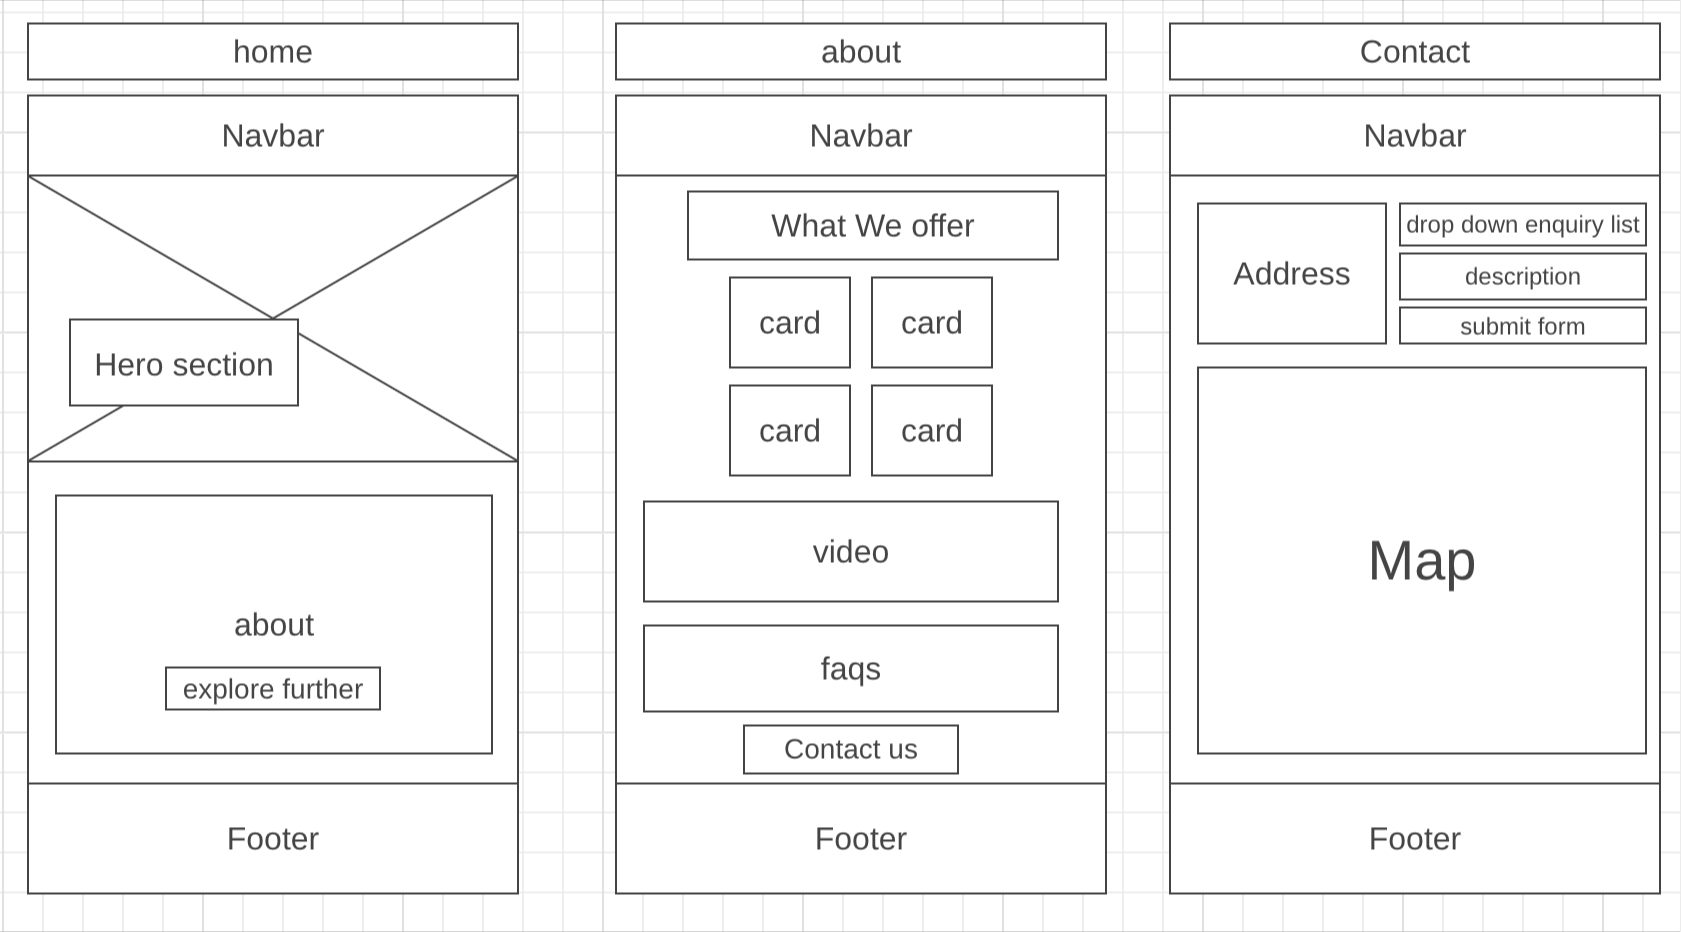 home
Navbar
Hero section
about
explore further
Footer
about
Navbar
What We offer
card
card
card
card
video
faqs
Contact us
Footer
Contact
Navbar
Address
drop down enquiry list
description
submit form
Map
Footer